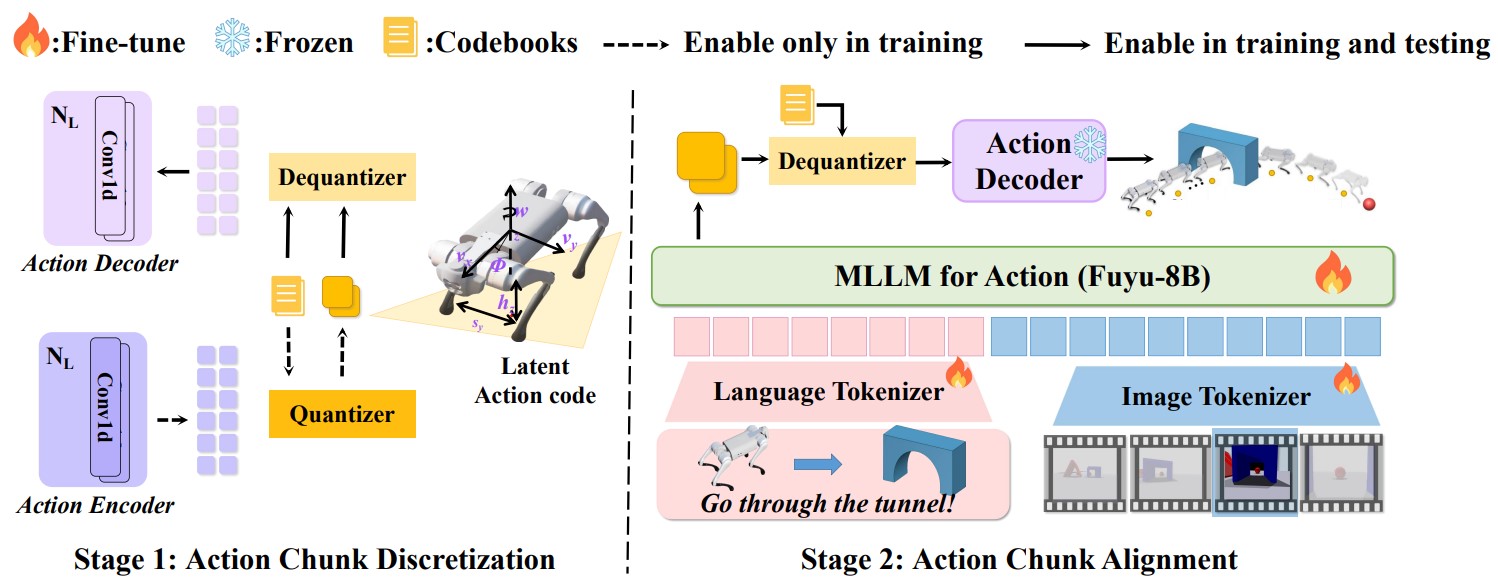 :Fine-tune :Frozen :Codebooks Enable only in training Enable in training and testing
N_L
Conv1d
Action Decoder
Dequantizer
w
v_x
v_y
Φ
s_y
Latent
Action code
N_L
Conv1d
Quantizer
Action Encoder
Stage 1: Action Chunk Discretization
Dequantizer
Action
Decoder
MLLM for Action (Fuyu-8B)
Language Tokenizer
Image Tokenizer
Go through the tunnel!
Stage 2: Action Chunk Alignment